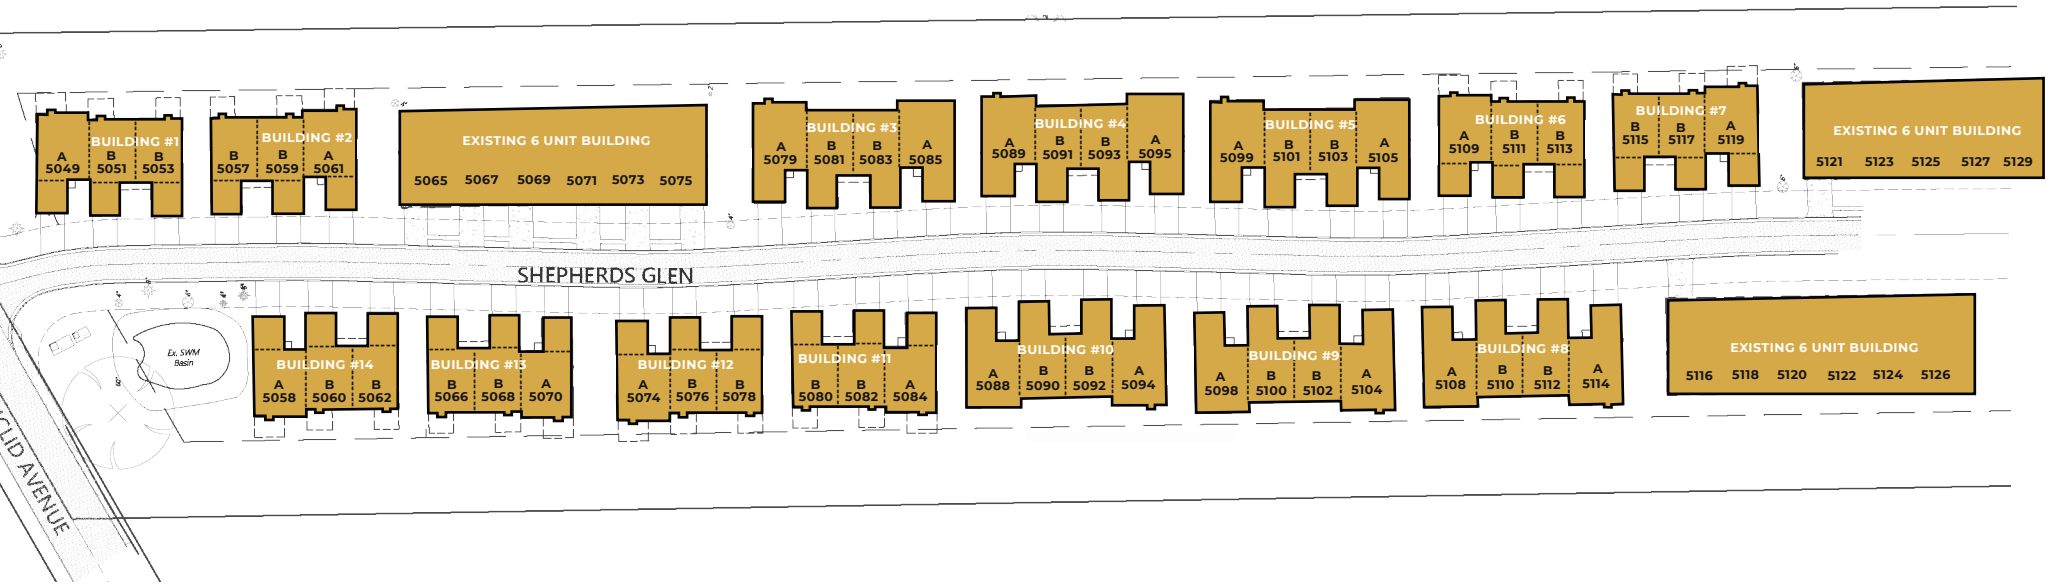 BUILDING #1
A 5049
B 5051
B 5053
BUILDING #2
B 5057
B 5059
A 5061
EXISTING 6 UNIT BUILDING
5065 5067 5069 5071 5073 5075
BUILDING #3
A 5079
B 5081
B 5083
A 5085
BUILDING #4
A 5089
B 5091
B 5093
A 5095
BUILDING #5
A 5099
B 5101
B 5103
A 5105
BUILDING #6
A 5109
B 5111
B 5113
BUILDING #7
B 5115
B 5117
A 5119
EXISTING 6 UNIT BUILDING
5121 5123 5125 5127 5129
SHEPHERDS GLEN
Ex. SWM
Basin
BUILDING #14
A 5058
B 5060
B 5062
BUILDING #13
B 5066
B 5068
A 5070
BUILDING #12
A 5074
B 5076
B 5078
BUILDING #11
B 5080
B 5082
A 5084
BUILDING #10
A 5088
B 5090
B 5092
A 5094
BUILDING #9
A 5098
B 5100
B 5102
A 5104
BUILDING #8
A 5108
B 5110
B 5112
A 5114
EXISTING 6 UNIT BUILDING
5116 5118 5120 5122 5124 5126
CLID AVENUE